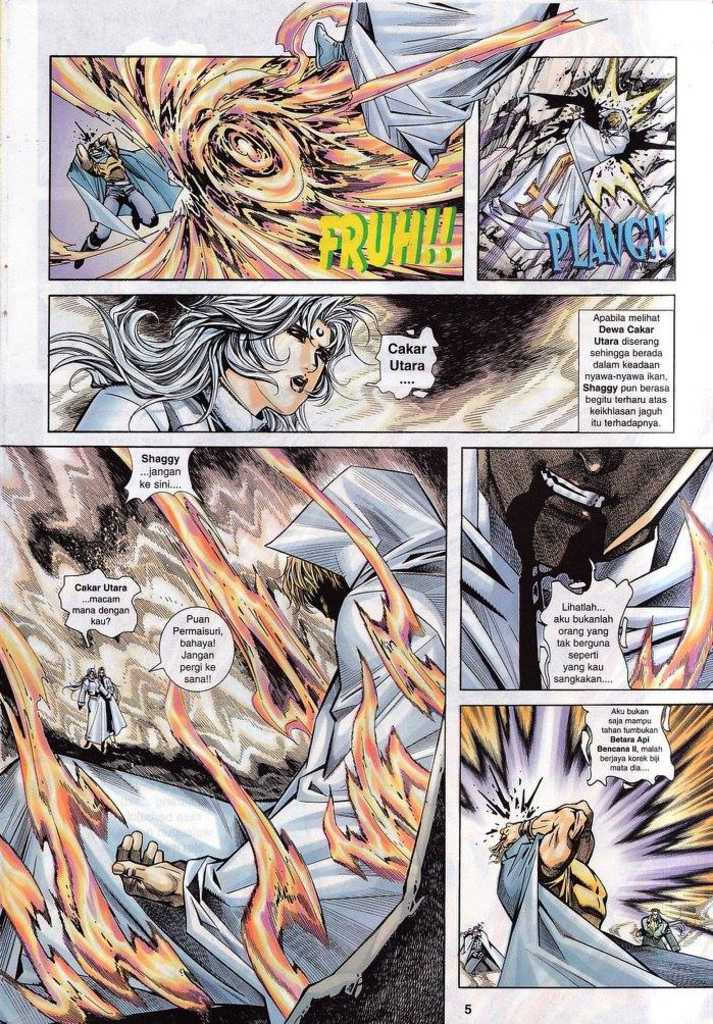 FRUH!!
PLANG!!
Cakar
Utara
....
Apabila melihat
Dewa Cakar
Utara diserang
sehingga berada
dalam keadaan
nyawa-nyawa ikan,
Shaggy pun berasa
begitu terharu atas
keikhlasan jaguh
itu terhadapnya.
Shaggy
...jangan
ke sini....
Cakar Utara
...macam
mana dengan
kau?
Puan
Permaisuri,
bahaya!
Jangan
pergi ke
sana!!
Lihatlah...
aku bukanlah
orang yang
tak berguna
seperti
yang kau
sangkakan....
Aku bukan
saja mampu
tahan tumbukan
Betara Api
Bencana II, malah
berjaya korek biji
mata dia....
5